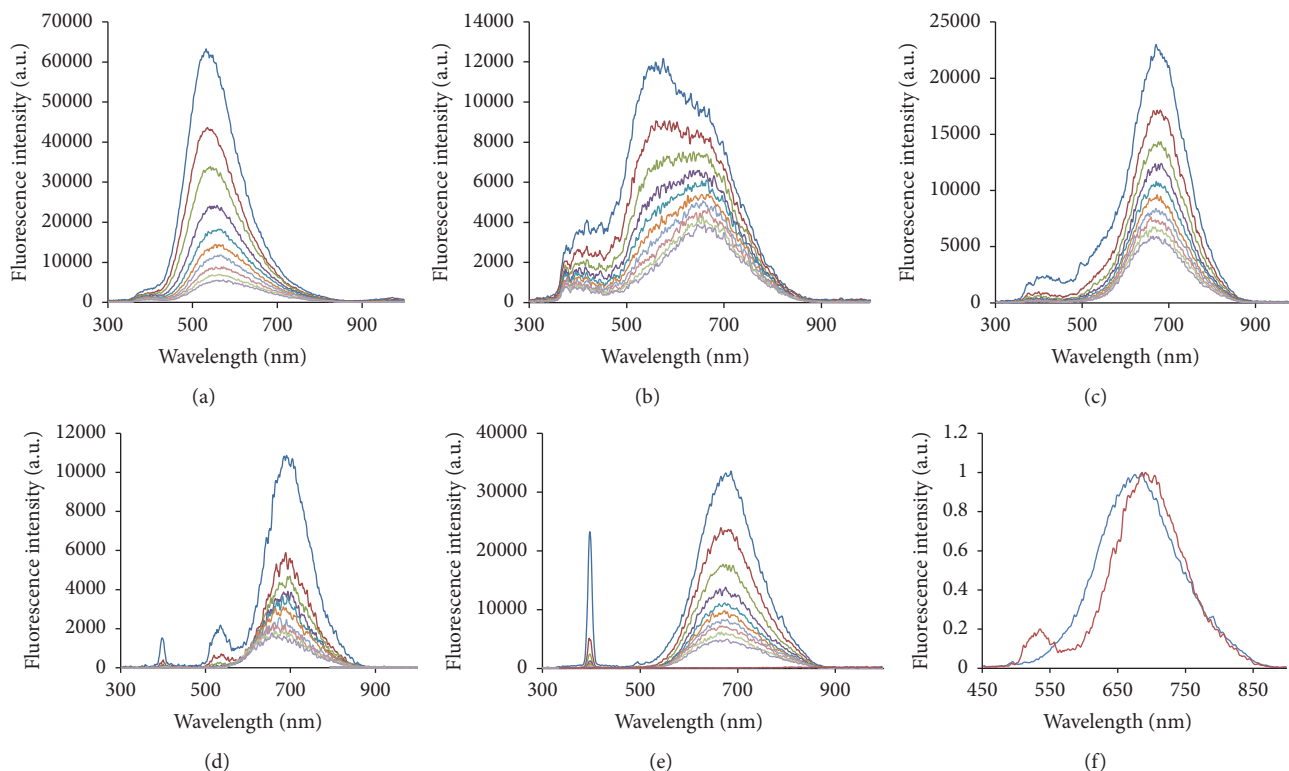 Fluorescence intensity (a.u.)
70000
60000
50000
40000
30000
20000
10000
0
300 500 700 900
Wavelength (nm)
(a)
Fluorescence intensity (a.u.)
14000
12000
10000
8000
6000
4000
2000
0
300 500 700 900
Wavelength (nm)
(b)
Fluorescence intensity (a.u.)
25000
20000
15000
10000
5000
0
300 500 700 900
Wavelength (nm)
(c)
Fluorescence intensity (a.u.)
12000
10000
8000
6000
4000
2000
0
300 500 700 900
Wavelength (nm)
(d)
Fluorescence intensity (a.u.)
40000
30000
20000
10000
0
300 500 700 900
Wavelength (nm)
(e)
Fluorescence intensity (a.u.)
1.2
1
0.8
0.6
0.4
0.2
0
450 550 650 750 850
Wavelength (nm)
(f)